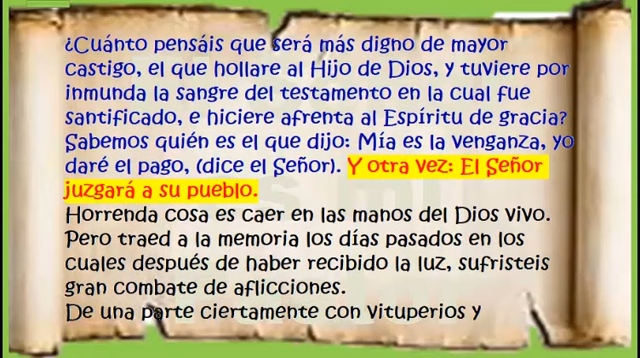 ¿Cuánto pensáis que será más digno de mayor
castigo, el que hollare al Hijo de Dios, y tuviere por
inmunda la sangre del testamento en la cual fue
santificado, e hiciere afrenta al Espíritu de gracia?
Sabemos quién es el que dijo: Mía es la venganza, yo
daré el pago, (dice el Señor). Y otra vez: El Señor
juzgará a su pueblo.
Horrenda cosa es caer en las manos del Dios vivo.
Pero traed a la memoria los días pasados en los
cuales después de haber recibido la luz, sufristeis
gran combate de aflicciones.
De una parte ciertamente con vituperios y